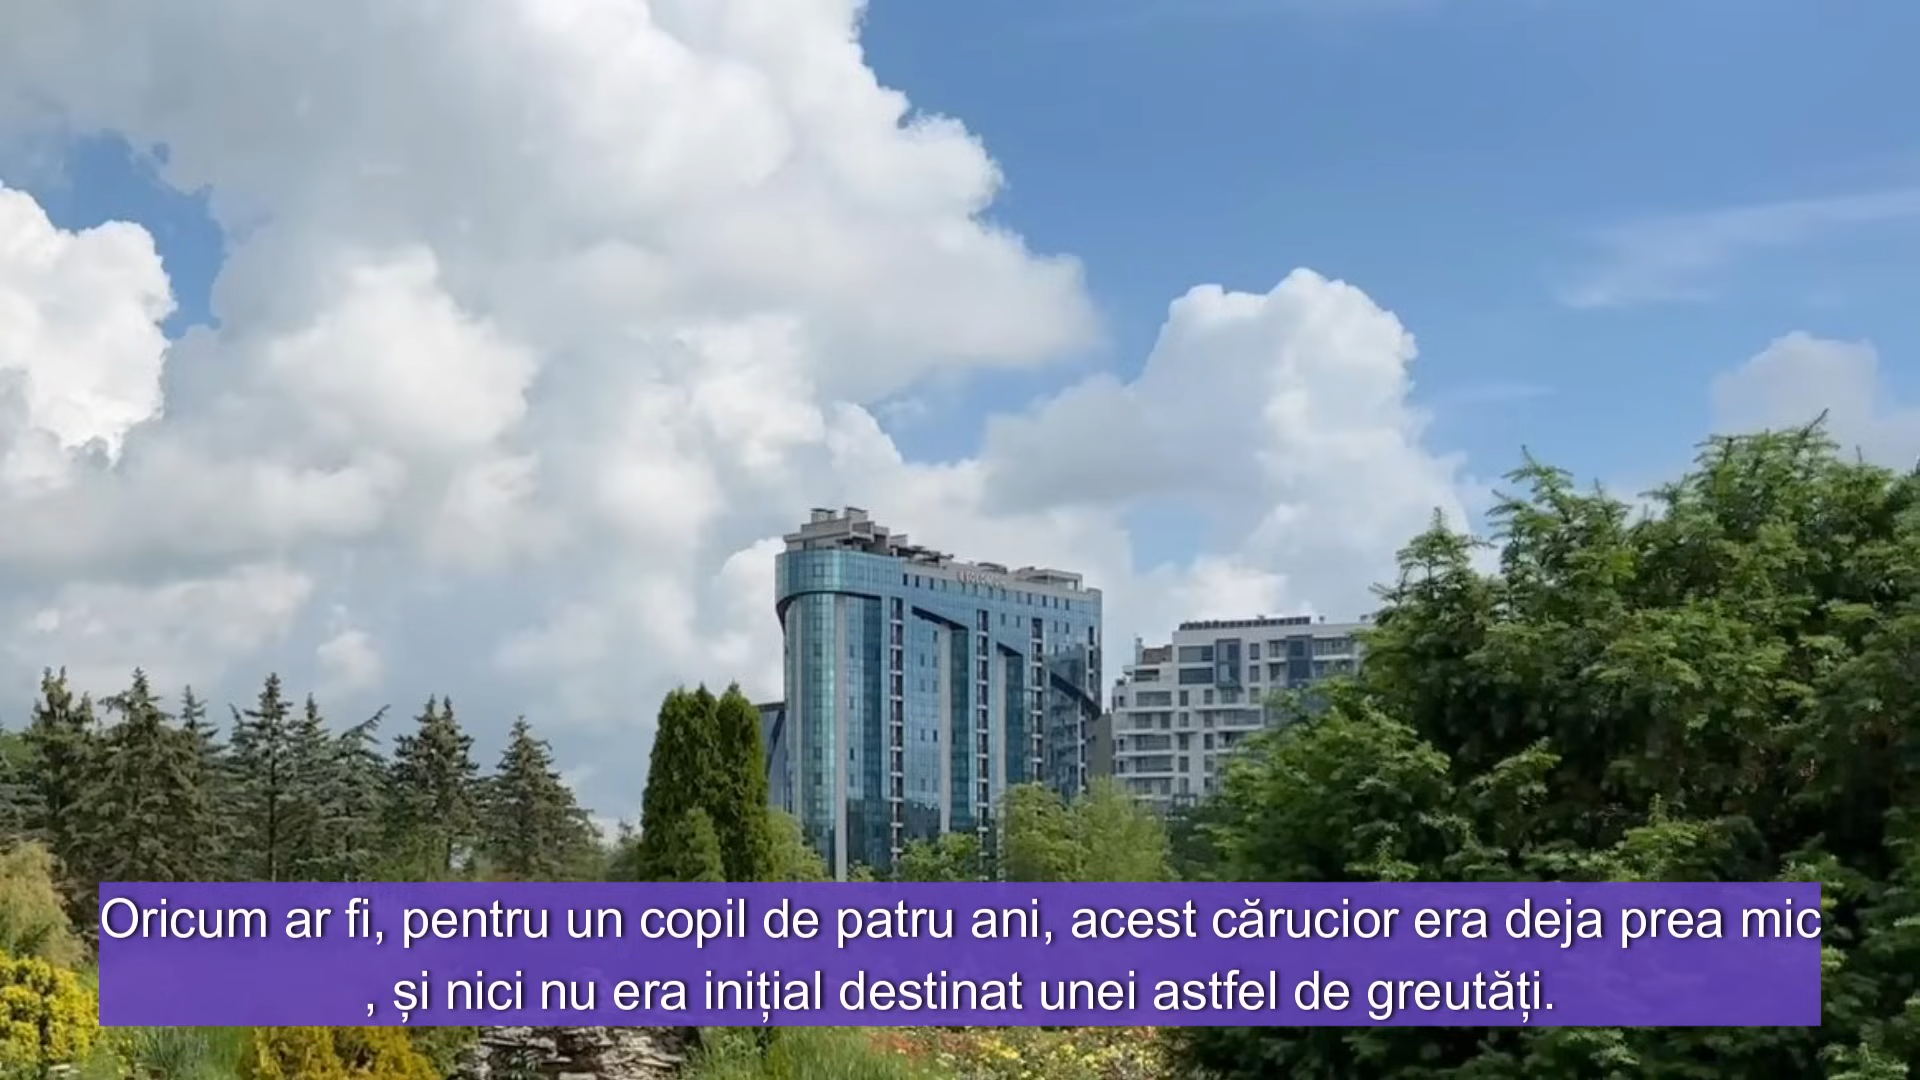 Oricum ar fi, pentru un copil de patru ani, acest cărucior era deja prea mic
, și nici nu era inițial destinat unei astfel de greutăți.